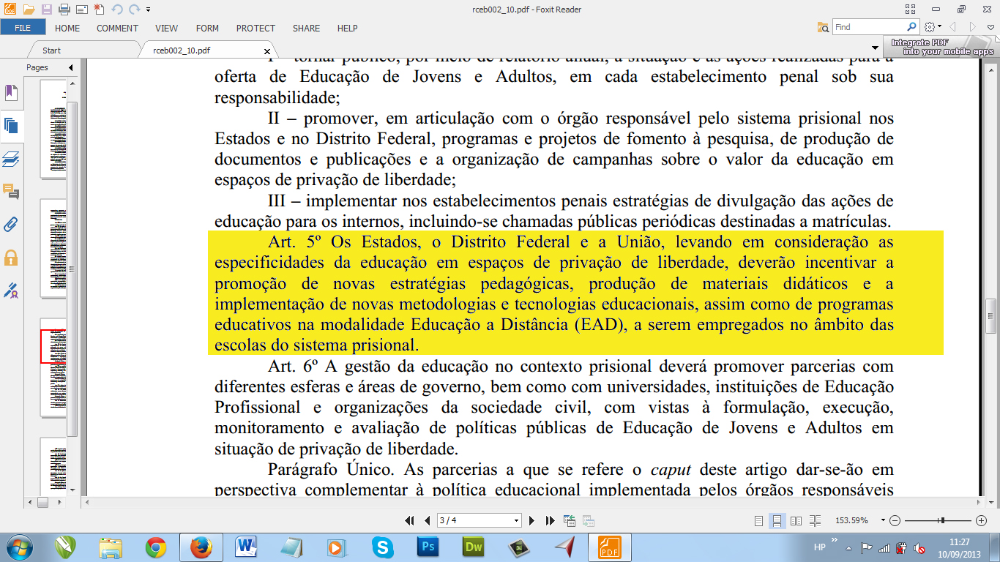 rceb002_10.pdf - Foxit Reader
FILE HOME COMMENT VIEW FORM PROTECT SHARE HELP
Find
Start
rceb002_10.pdf
Integrate PDF
into your mobile apps
Pages
I – tornar público, por meio de relatório anual, a situação e as ações realizadas para a
oferta de Educação de Jovens e Adultos, em cada estabelecimento penal sob sua
responsabilidade;
II – promover, em articulação com o órgão responsável pelo sistema prisional nos
Estados e no Distrito Federal, programas e projetos de fomento à pesquisa, de produção de
documentos e publicações e a organização de campanhas sobre o valor da educação em
espaços de privação de liberdade;
III – implementar nos estabelecimentos penais estratégias de divulgação das ações de
educação para os internos, incluindo-se chamadas públicas periódicas destinadas a matrículas.
Art. 5º Os Estados, o Distrito Federal e a União, levando em consideração as
especificidades da educação em espaços de privação de liberdade, deverão incentivar a
promoção de novas estratégias pedagógicas, produção de materiais didáticos e a
implementação de novas metodologias e tecnologias educacionais, assim como de programas
educativos na modalidade Educação a Distância (EAD), a serem empregados no âmbito das
escolas do sistema prisional.
Art. 6º A gestão da educação no contexto prisional deverá promover parcerias com
diferentes esferas e áreas de governo, bem como com universidades, instituições de Educação
Profissional e organizações da sociedade civil, com vistas à formulação, execução,
monitoramento e avaliação de políticas públicas de Educação de Jovens e Adultos em
situação de privação de liberdade.
Parágrafo Único. As parcerias a que se refere o caput deste artigo dar-se-ão em
perspectiva complementar à política educacional implementada pelos órgãos responsáveis
3 / 4
153.59%
HP
11:27
10/09/2013